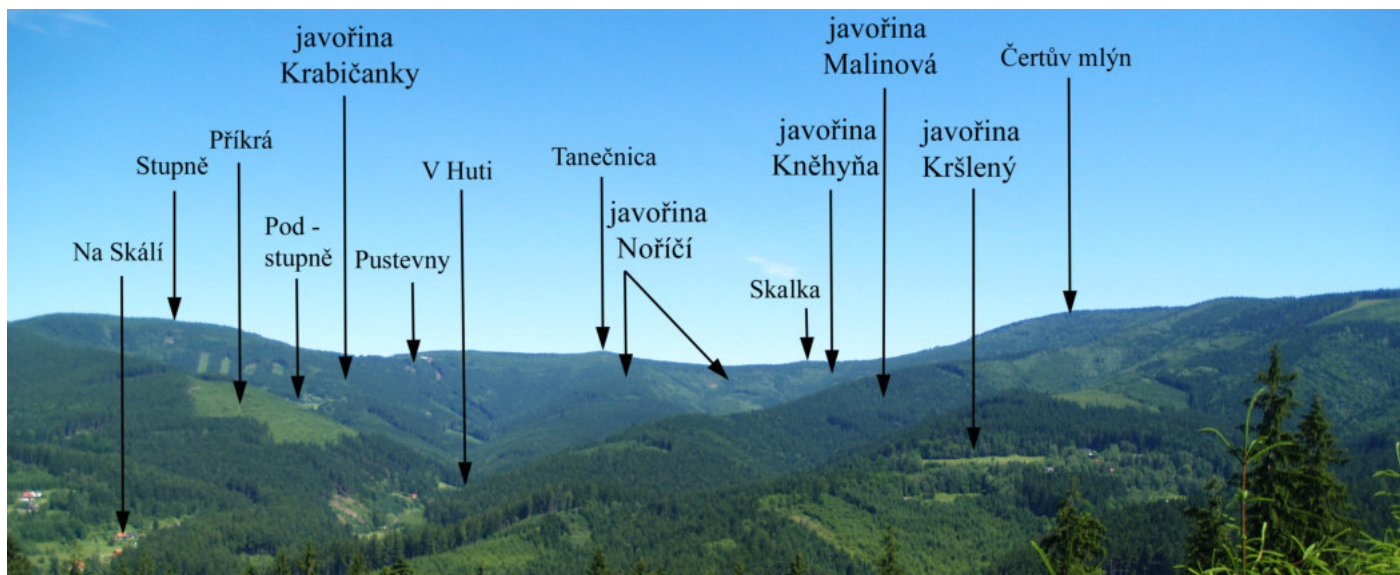 javořina
Krabičanky
javořina
Malinová
Čertův mlýn
Příkrá
Stupně
V Huti
Tanečnica
javořina
Kněhyňa
javořina
Kršlený
Na Skálí
Pod -
stupně
Pustevny
javořina
Noříčí
Skalka